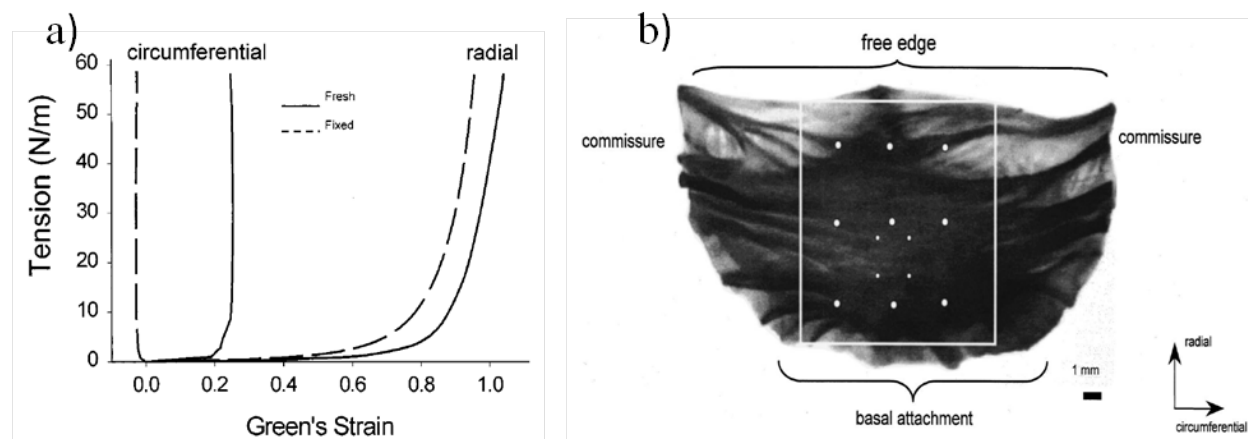 a)
circumferential
radial
60
50
40
30
20
10
0
Tension (N/m)
Fresh
Fixed
0.0 0.2 0.4 0.6 0.8 1.0
Green's Strain
b)
free edge
commissure
commissure
basal attachment
1 mm
radial
circumferential